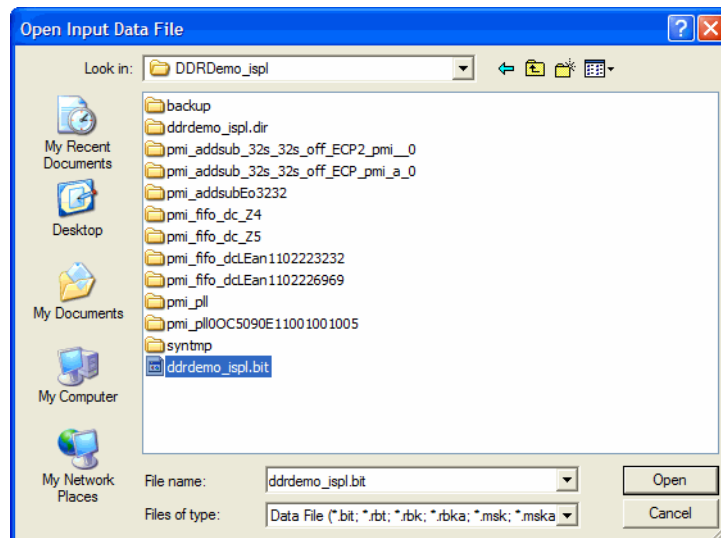 Open Input Data File
Look in: DDRDemo_ispl
My Recent
Documents
Desktop
My Documents
My Computer
My Network
Places
backup
ddrdemo_ispl.dir
pmi_addsub_32s_32s_off_ECP2_pmi__0
pmi_addsub_32s_32s_off_ECP_pmi_a_0
pmi_addsubEo3232
pmi_fifo_dc_Z4
pmi_fifo_dc_Z5
pmi_fifo_dcLEan1102223232
pmi_fifo_dcLEan1102226969
pmi_pll
pmi_pll0OC5090E11001001005
syntmp
ddrdemo_ispl.bit
File name: ddrdemo_ispl.bit Open
Files of type: Data File (*.bit; *.rbt; *.rbk; *.rbka; *.msk; *.mska Cancel